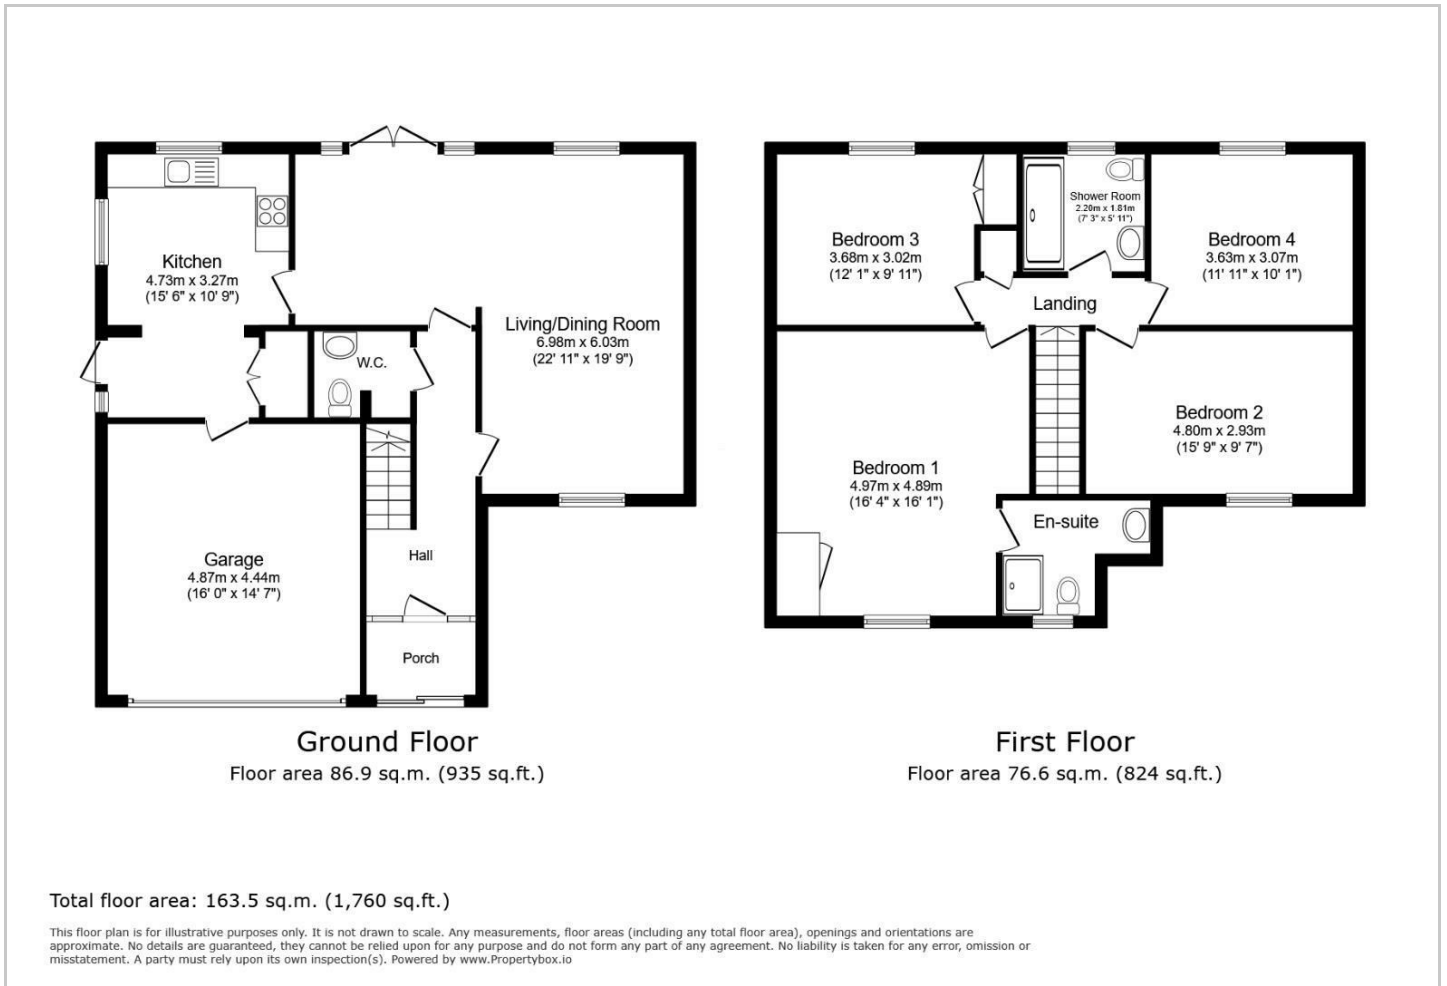 Kitchen
4.73m x 3.27m
(15' 6" x 10' 9")
W.C.
Living/Dining Room
6.98m x 6.03m
(22' 11" x 19' 9")
Garage
4.87m x 4.44m
(16' 0" x 14' 7")
Hall
Porch
Ground Floor
Floor area 86.9 sq.m. (935 sq.ft.)
Bedroom 3
3.68m x 3.02m
(12' 1" x 9' 11")
Shower Room
2.20m x 1.81m
(7' 3" x 5' 11")
Bedroom 4
3.63m x 3.07m
(11' 11" x 10' 1")
Landing
Bedroom 1
4.97m x 4.89m
(16' 4" x 16' 1")
Bedroom 2
4.80m x 2.93m
(15' 9" x 9' 7")
En-suite
First Floor
Floor area 76.6 sq.m. (824 sq.ft.)
Total floor area: 163.5 sq.m. (1,760 sq.ft.)
This floor plan is for illustrative purposes only. It is not drawn to scale. Any measurements, floor areas (including any total floor area), openings and orientations are
approximate. No details are guaranteed, they cannot be relied upon for any purpose and do not form any part of any agreement. No liability is taken for any error, omission or
misstatement. A party must rely upon its own inspection(s). Powered by www.Propertybox.io